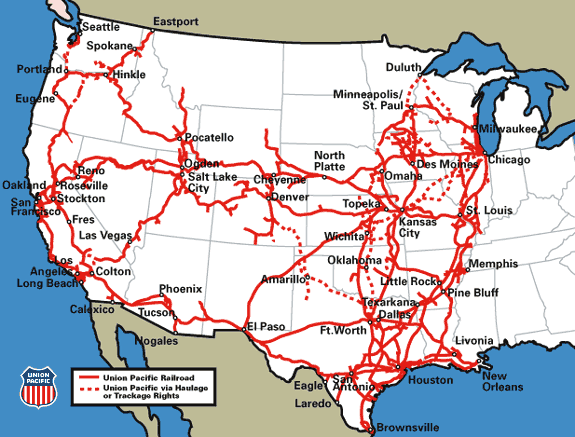 Seattle
Eastport
Spokane
Portland
Hinkle
Eugene
Duluth
Minneapolis/
St. Paul
Milwaukee
Chicago
Pocatello
Ogden
Salt Lake
City
North
Platte
Cheyenne
Denver
Des Moines
Omaha
Reno
Oakland
Roseville
San
Francisco
Stockton
Fres
Las Vegas
Topeka
Kansas
City
St. Louis
Wichita
Oklahoma
Amarillo
Los
Angeles
Long Beach
Colton
Calexico
Phoenix
Tucson
Nogales
El Paso
Little Rock
Memphis
Pine Bluff
Texarkana
Dallas
Ft.Worth
Livonia
New
Orleans
Houston
San
Antonio
Eagle
Laredo
Brownsville
UNION
PACIFIC
Union Pacific Railroad
Union Pacific via Haulage
or Trackage Rights